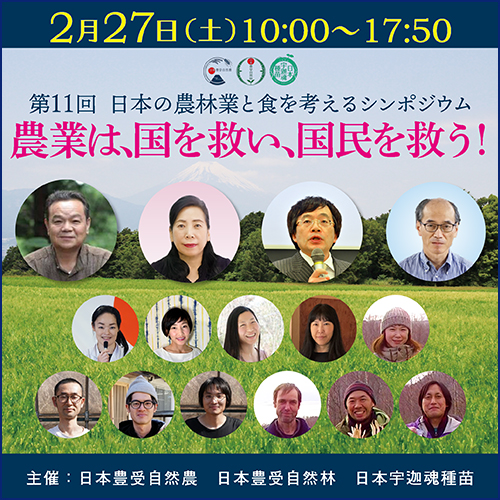 2月27日(土)10:00〜17:50
第11回 日本の農林業と食を考えるシンポジウム
農業は、国を救い、国民を救う!
主催：日本豊受自然農 日本豊受自然林 日本宇迦魂種苗